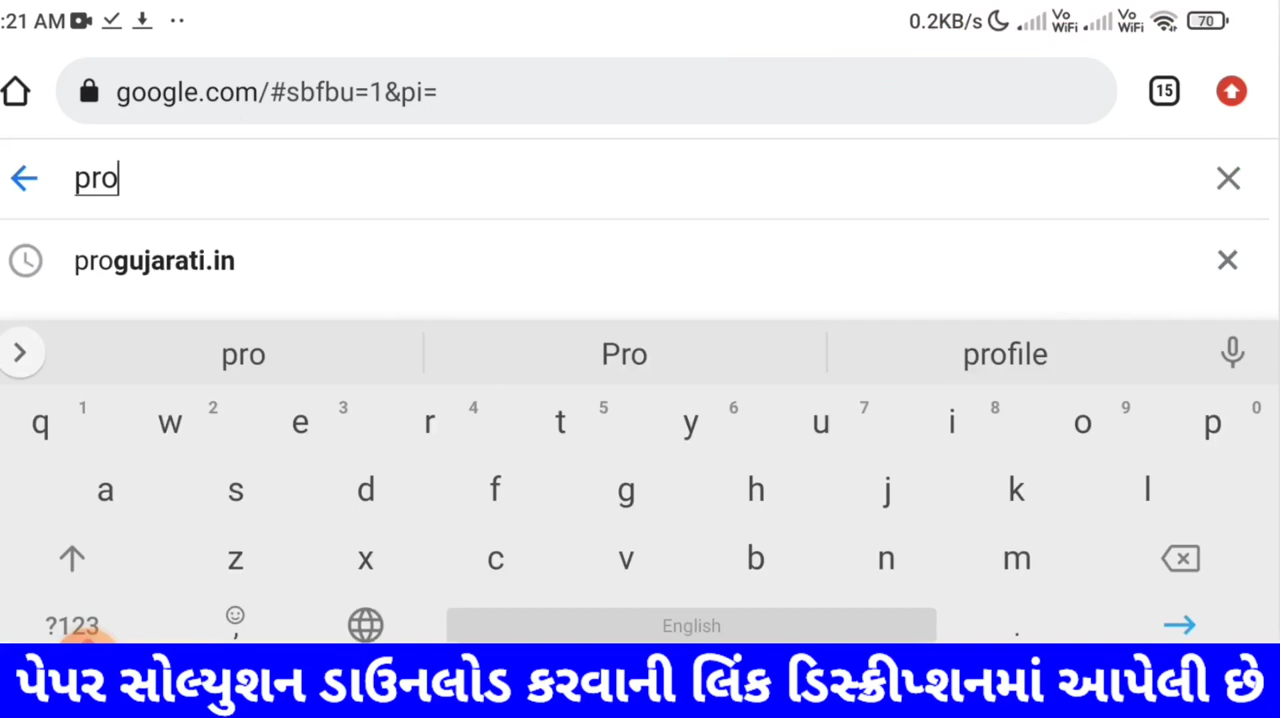 :21 AM 0.2KB/s Vo WiFi Vo WiFi 70
google.com/#sbfbu=1&pi= 15
pro
progujarati.in
pro Pro profile
q 1 w 2 e 3 r 4 t 5 y 6 u 7 i 8 o 9 p 0
a s d f g h j k l
z x c v b n m
?123 , English .
પેપર સોલ્યુશન ડાઉનલોડ કરવાની લિંક ડિસ્ક્રીપ્શનમાં આપેલી છે